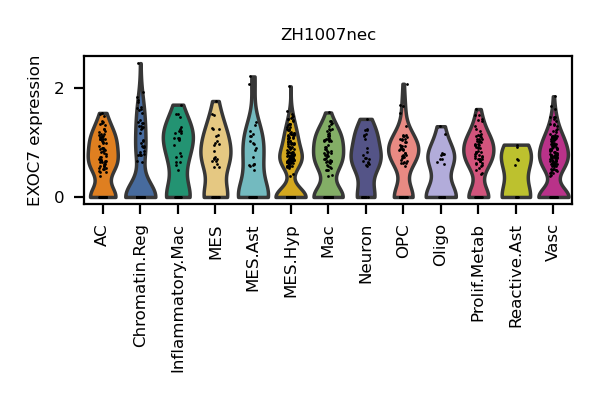 ZH1007nec
EXOC7 expression
2
0
AC
Chromatin.Reg
Inflammatory.Mac
MES
MES.Ast
MES.Hyp
Mac
Neuron
OPC
Oligo
Prolif.Metab
Reactive.Ast
Vasc